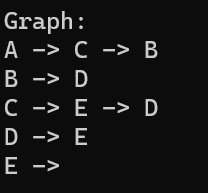 Graph:
A -> C -> B
B -> D
C -> E -> D
D -> E
E ->